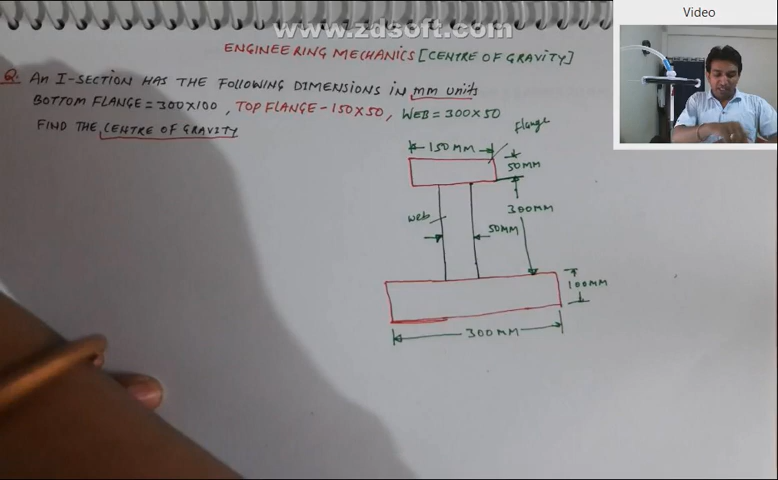 www.zdsoft.com
Video
ENGINEERING MECHANICS [CENTRE OF GRAVITY]
Q. AN I-SECTION HAS THE FOLLOWING DIMENSIONS IN MM UNITS
BOTTOM FLANGE = 300X100, TOP FLANGE - 150X50, WEB = 300X50
FIND THE CENTRE OF GRAVITY
flange
150 MM
50MM
300MM
web
50MM
100MM
300MM